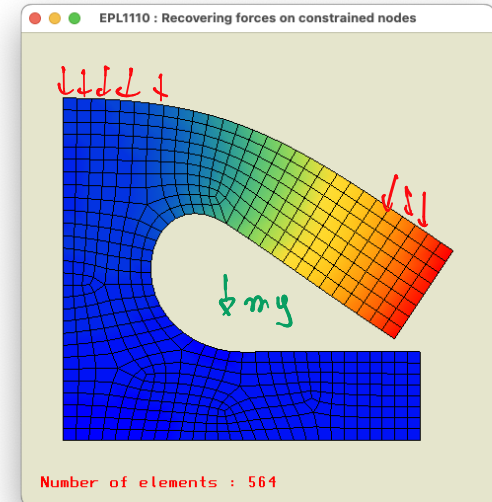 EPL1110 : Recovering forces on constrained nodes
mg
Number of elements : 564